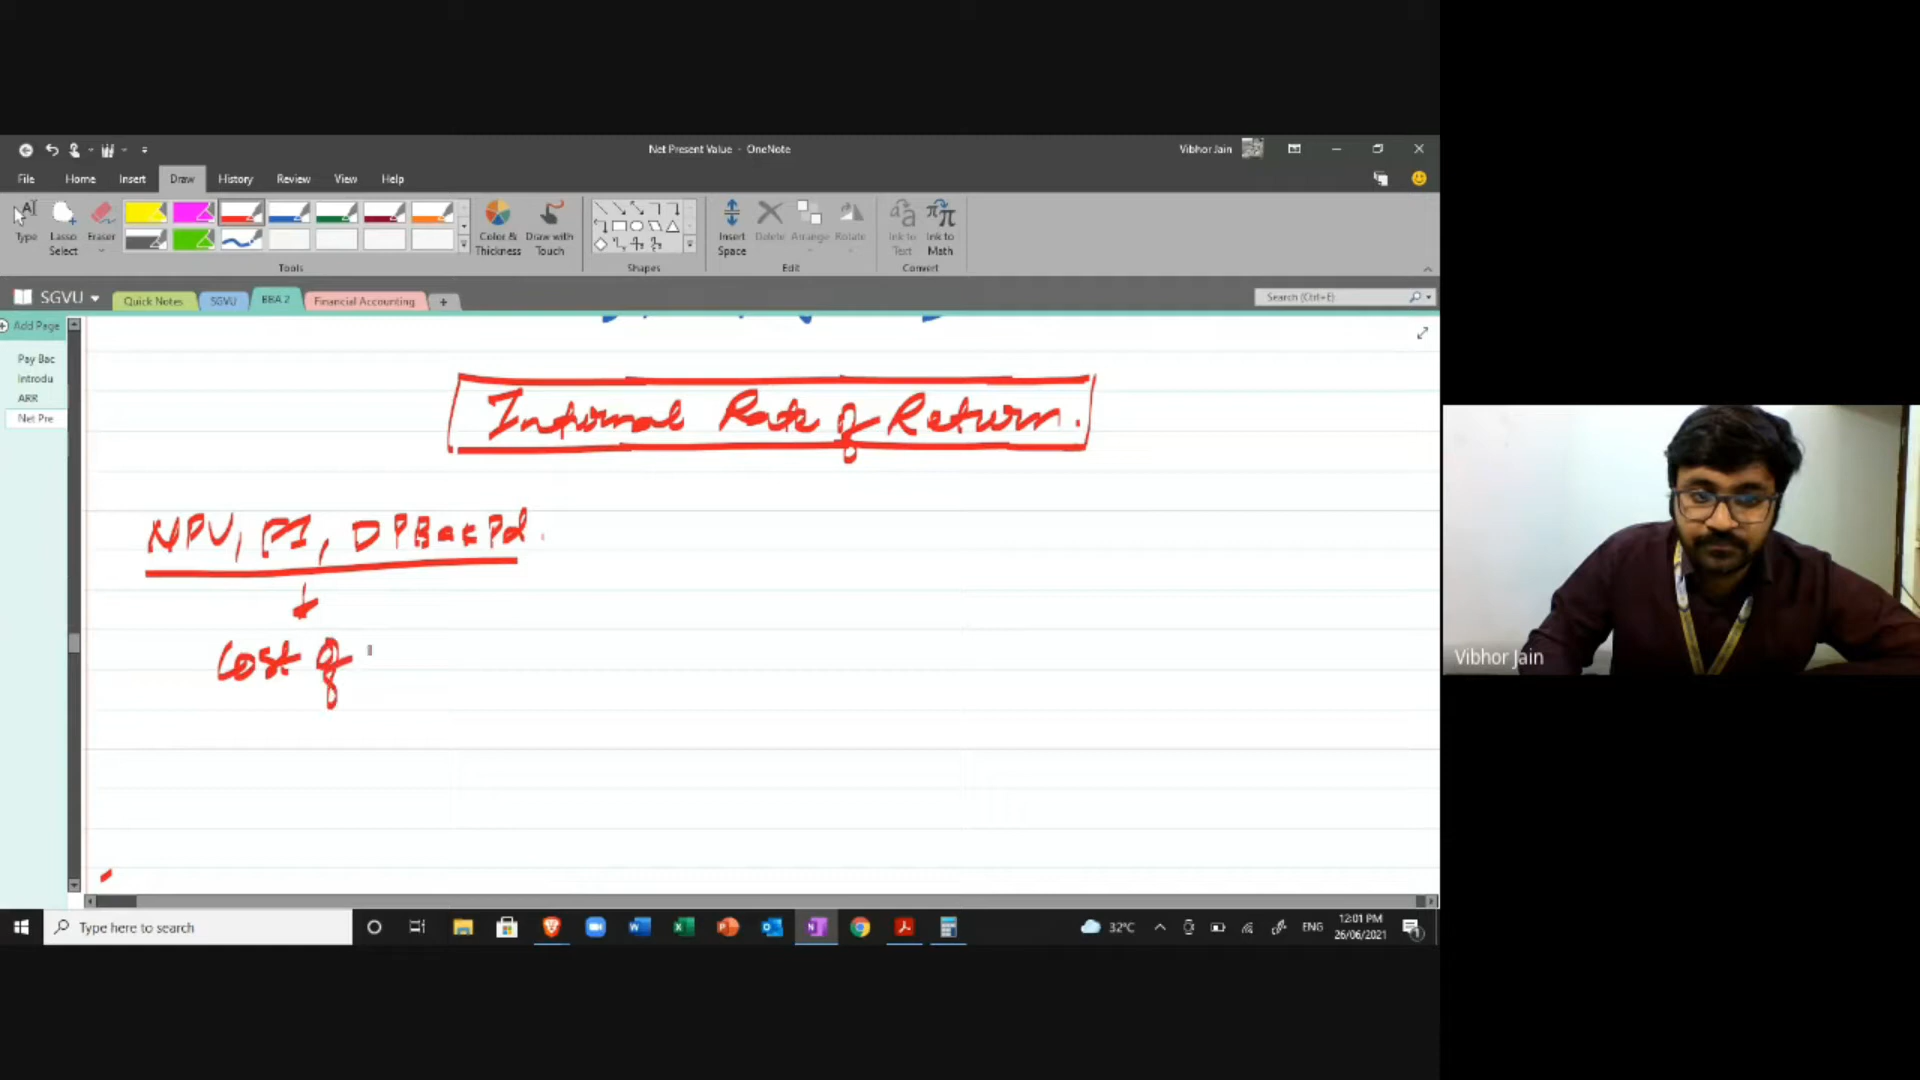 Net Present Value - OneNote
Vibhor Jain
File Home Insert Draw History Review View Help
Type
Lasso Select
Eraser
Color & Thickness
Draw with Touch
Insert Space
Delete
Arrange
Rotate
Ink to Text
Ink to Math
Tools
Shapes
Edit
Convert
SGVU
Quick Notes
SGVU
BBA 2
Financial Accounting
Search (Ctrl+E)
Add Page
Pay Bac
Introdu
ARR
Net Pre
Internal Rate of Return.
NPV, PI, DPBack Pd.
Cost of
Vibhor Jain
Type here to search
32°C
ENG
12:01 PM
26/06/2021